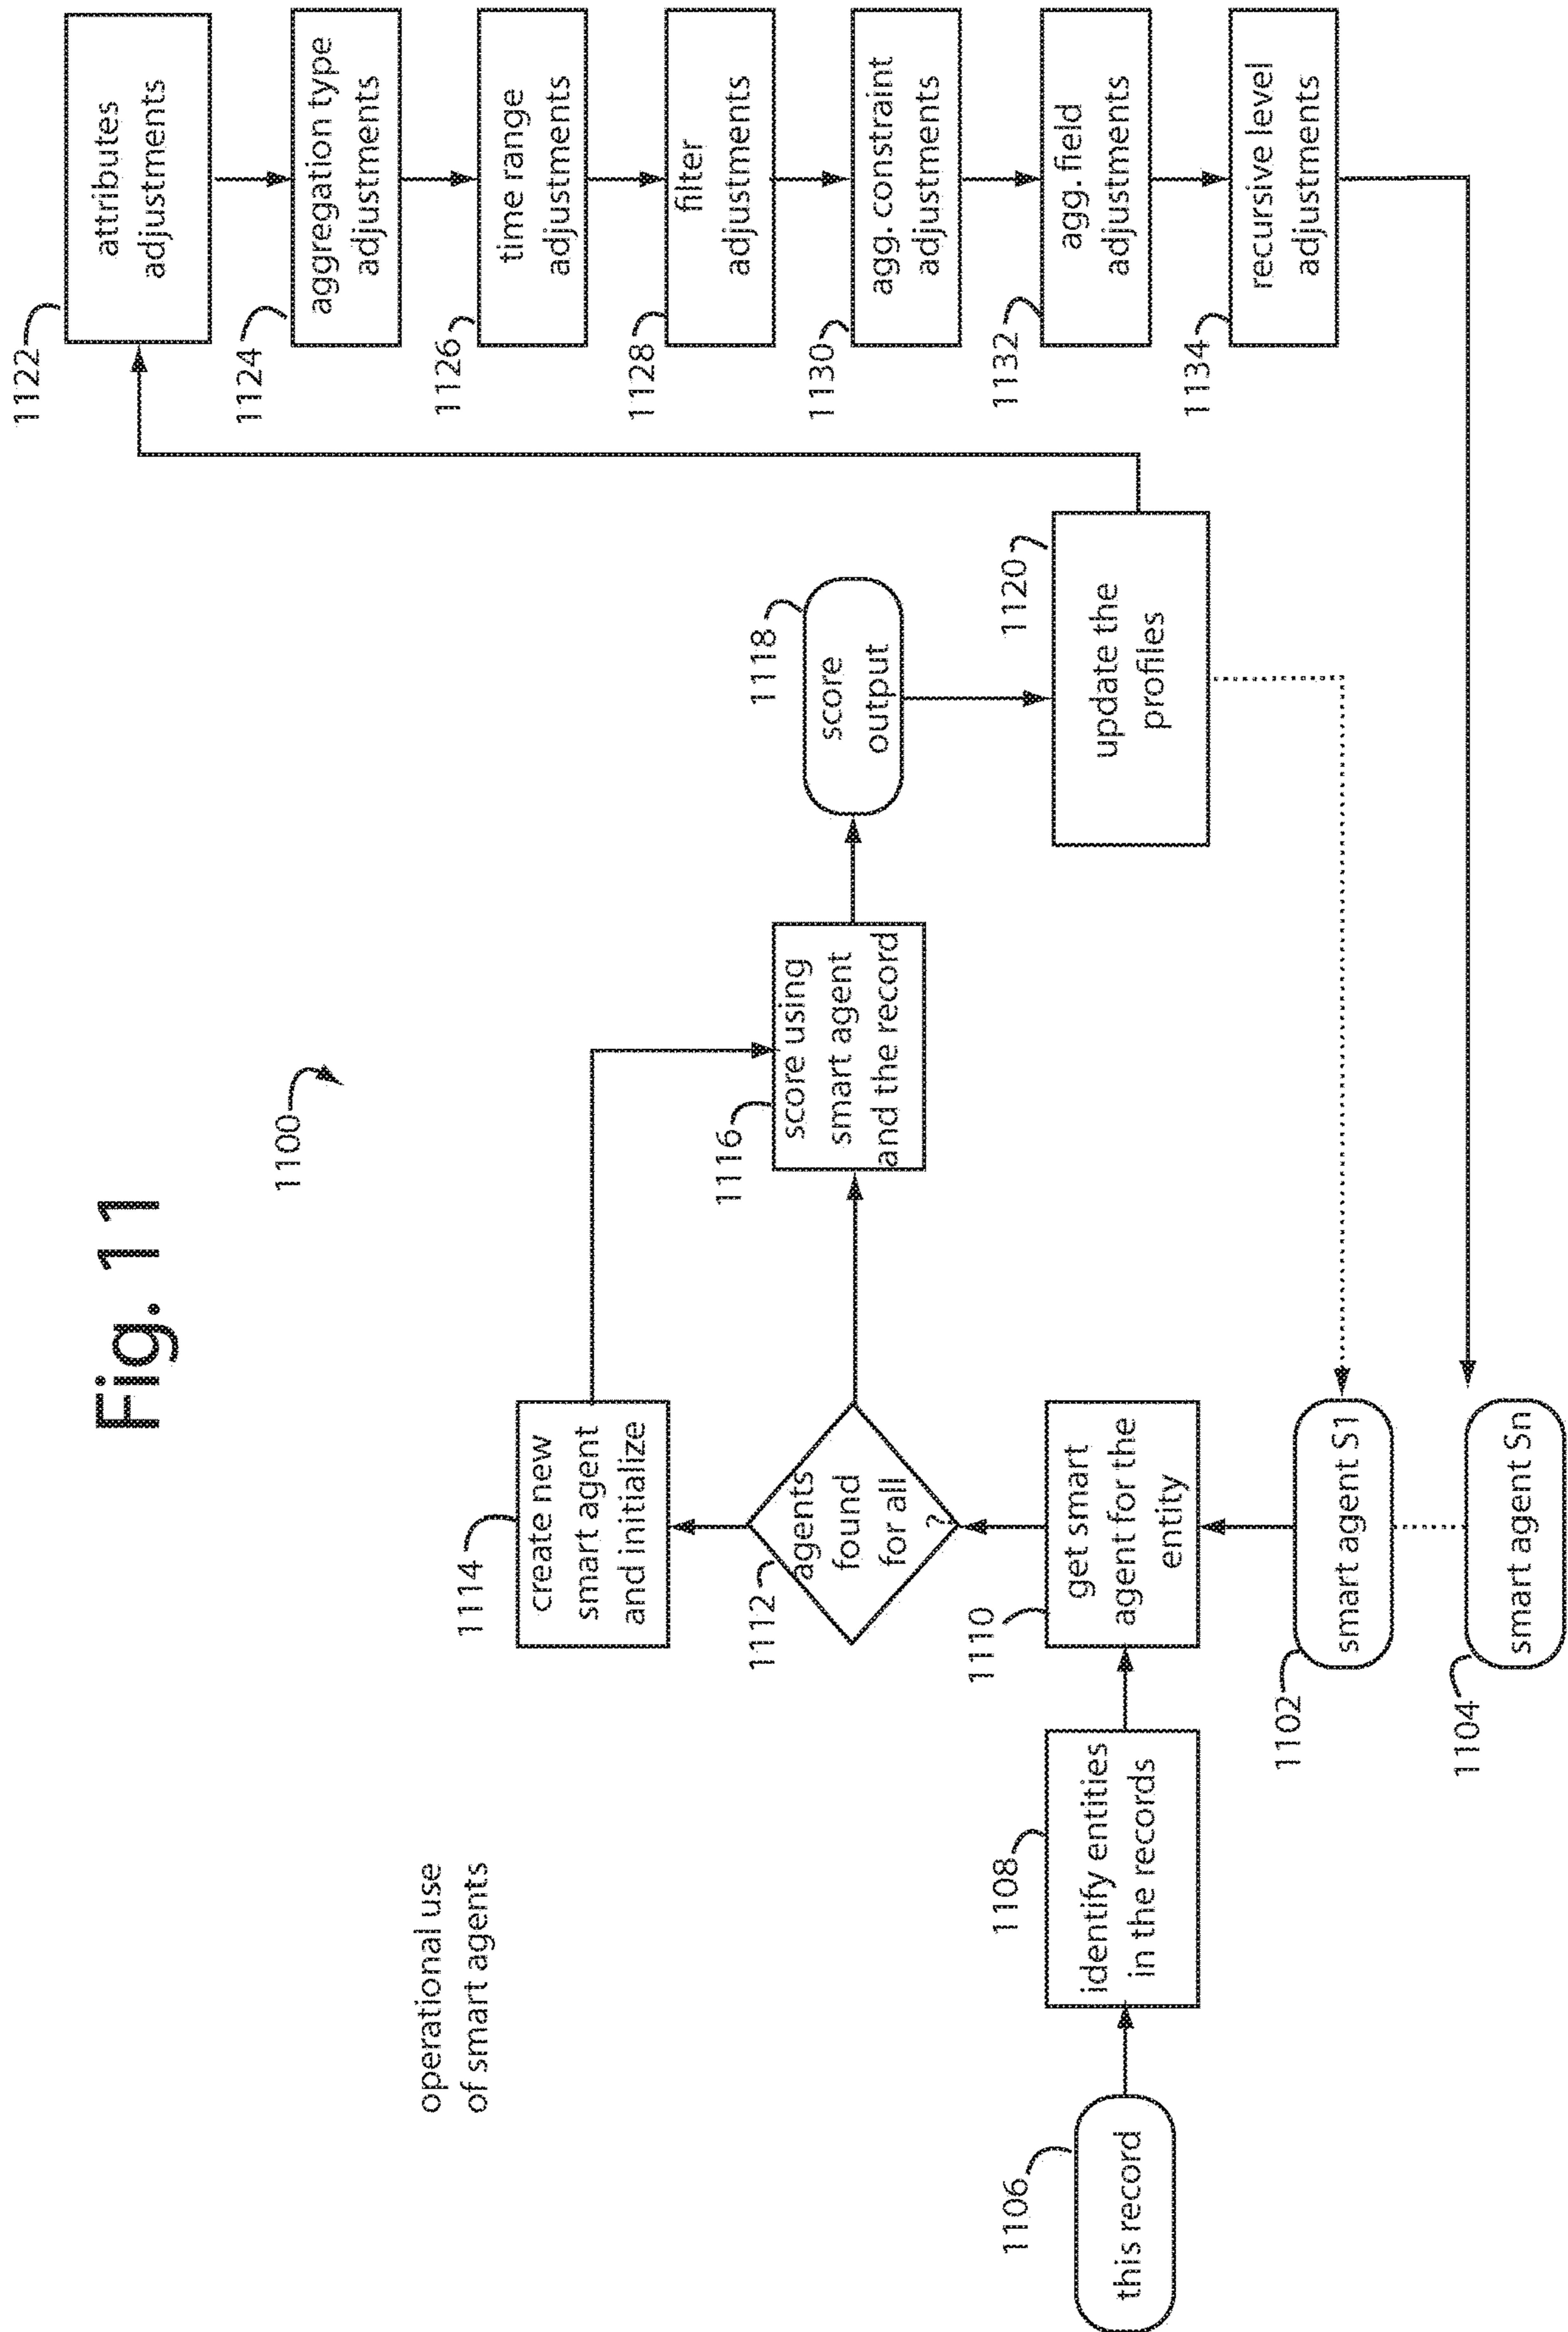 Fig. 11
1100
operational use
of smart agents
1106
this record
1108
identify entities
in the records
1110
get smart
agent for the
entity
1102
smart agent S1
1104
smart agent Sn
1112
agents
found
for all
?
1114
create new
smart agent
and initialize
1116
score using
smart agent
and the record
1118
score
output
1120
update the
profiles
1122
attributes
adjustments
1124
aggregation type
adjustments
1126
time range
adjustments
1128
filter
adjustments
1130
agg. constraint
adjustments
1132
agg. field
adjustments
1134
recursive level
adjustments